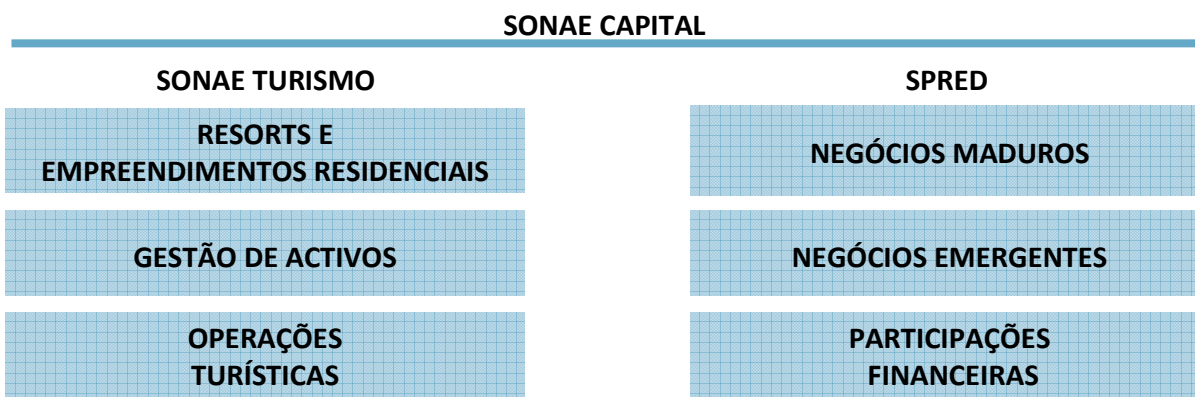 SONAE CAPITAL
SONAE TURISMO
RESORTS E
EMPREENDIMENTOS RESIDENCIAIS
GESTÃO DE ACTIVOS
OPERAÇÕES
TURÍSTICAS
SPRED
NEGÓCIOS MADUROS
NEGÓCIOS EMERGENTES
PARTICIPAÇÕES
FINANCEIRAS